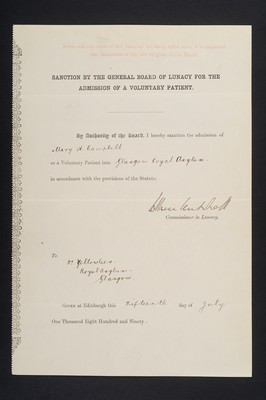 SANCTION BY THE GENERAL BOARD OF LUNACY FOR THE
ADMISSION OF A VOLUNTARY PATIENT.
By Authority of the Board, I hereby sanction the admission of
Mary A. Campbell
as a Voluntary Patient into Glasgow Royal Asylum
in accordance with the provisions of the Statute.
Commissioner in Lunacy.
To
Dr Yellowlees
Royal Asylum
Glasgow
Given at Edinburgh this Fifteenth day of July
One Thousand Eight Hundred and Ninety.